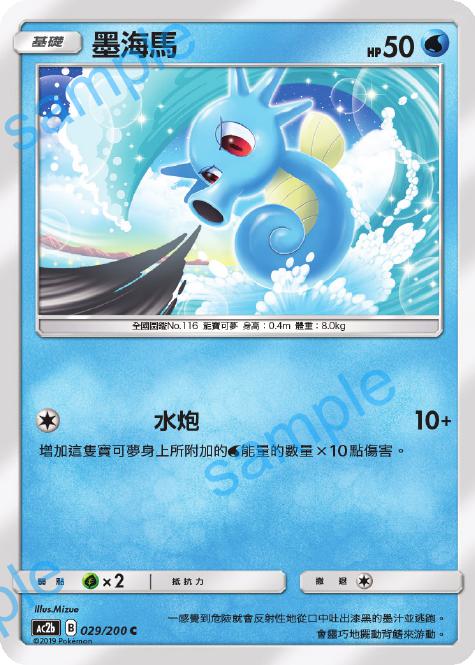 基礎 墨海馬 HP50
全國圖鑑No.116 龍寶可夢 身高：0.4m 體重：8.0kg
水炮 10+
增加這隻寶可夢身上所附加的能量的數量×10點傷害。
弱點 ×2 抵抗力 撤退
Illus.Mizue
AC2b B 029/200 C
©2019 Pokémon
一感覺到危險就會反射性地從口中吐出漆黑的墨汁並逃跑。
會靈巧地擺動背鰭來游動。
sample
sample
sample